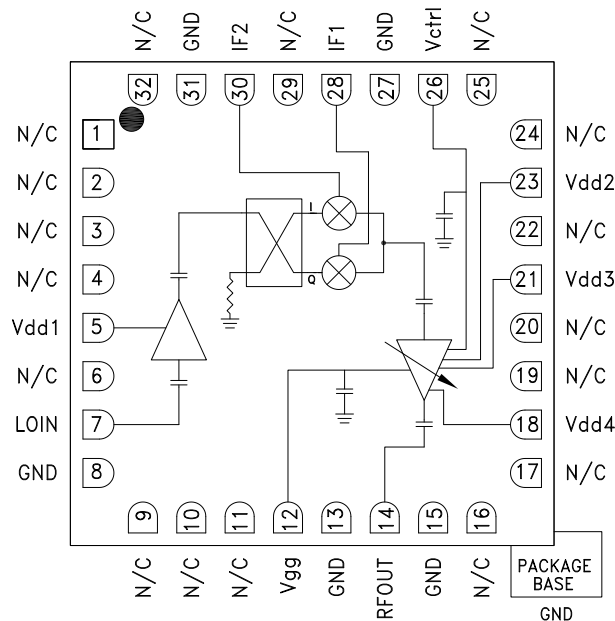 N/C GND IF2 N/C IF1 GND Vctrl N/C
32 31 30 29 28 27 26 25
N/C 1 24 N/C
N/C 2 23 Vdd2
N/C 3 22 N/C
N/C 4 21 Vdd3
Vdd1 5 20 N/C
N/C 6 19 N/C
LOIN 7 18 Vdd4
GND 8 17 N/C
I
Q
9 10 11 12 13 14 15 16
N/C N/C N/C Vgg GND RFOUT GND N/C
PACKAGE
BASE
GND